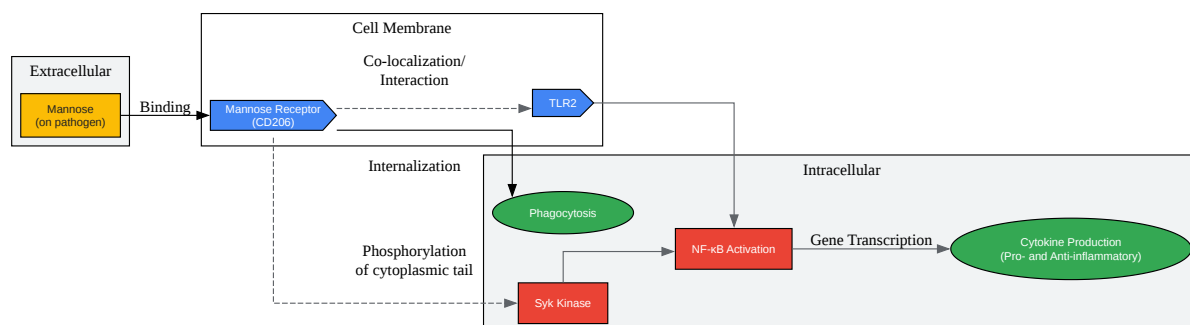 Cell Membrane
Extracellular
Mannose
(on pathogen)
Binding
Mannose Receptor
(CD206)
Co-localization/
Interaction
TLR2
Internalization
Intracellular
Phagocytosis
Phosphorylation
of cytoplasmic tail
Syk Kinase
NF-κB Activation
Gene Transcription
Cytokine Production
(Pro- and Anti-inflammatory)